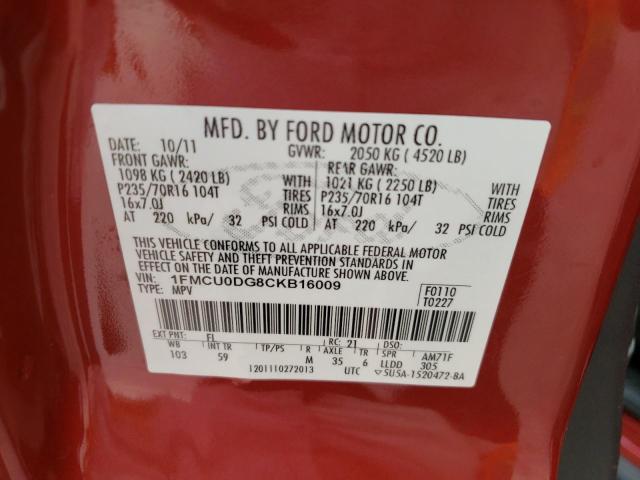 MFD. BY FORD MOTOR CO.
DATE: 10/11 GVWR: 2050 KG ( 4520 LB)
FRONT GAWR: REAR GAWR:
1098 KG ( 2420 LB) WITH 1021 KG ( 2250 LB) WITH
P235/70R16 104T TIRES P235/70R16 104T TIRES
16x7.0J RIMS 16x7.0J RIMS
AT 220 kPa/ 32 PSI COLD AT 220 kPa/ 32 PSI COLD
THIS VEHICLE CONFORMS TO ALL APPLICABLE FEDERAL MOTOR
VEHICLE SAFETY AND THEFT PREVENTION STANDARDS IN
EFFECT ON THE DATE OF MANUFACTURE SHOWN ABOVE.
VIN: 1FMCU0DG8CKB16009 F0110
TYPE: MPV T0227
EXT PNT: FL RC: 21 DSO:
WB INT TR TP/PS R AXLE TR SPR AM71F
103 59 M 35 6 LLDD 305
1201110272013 UTC 5U5A-1520472-BA